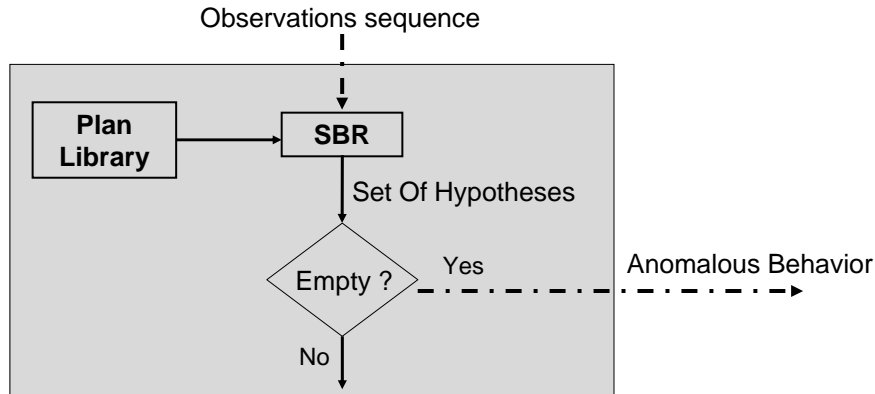 Observations sequence
Plan
Library
SBR
Set Of Hypotheses
Empty ?
Yes
Anomalous Behavior
No